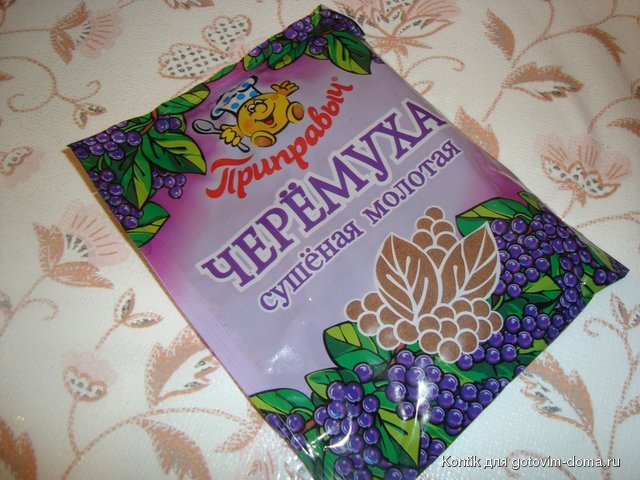 Приправыч
ЧЕРЁМУХА
сушёная молотая
Kontik для gotovim-doma.ru